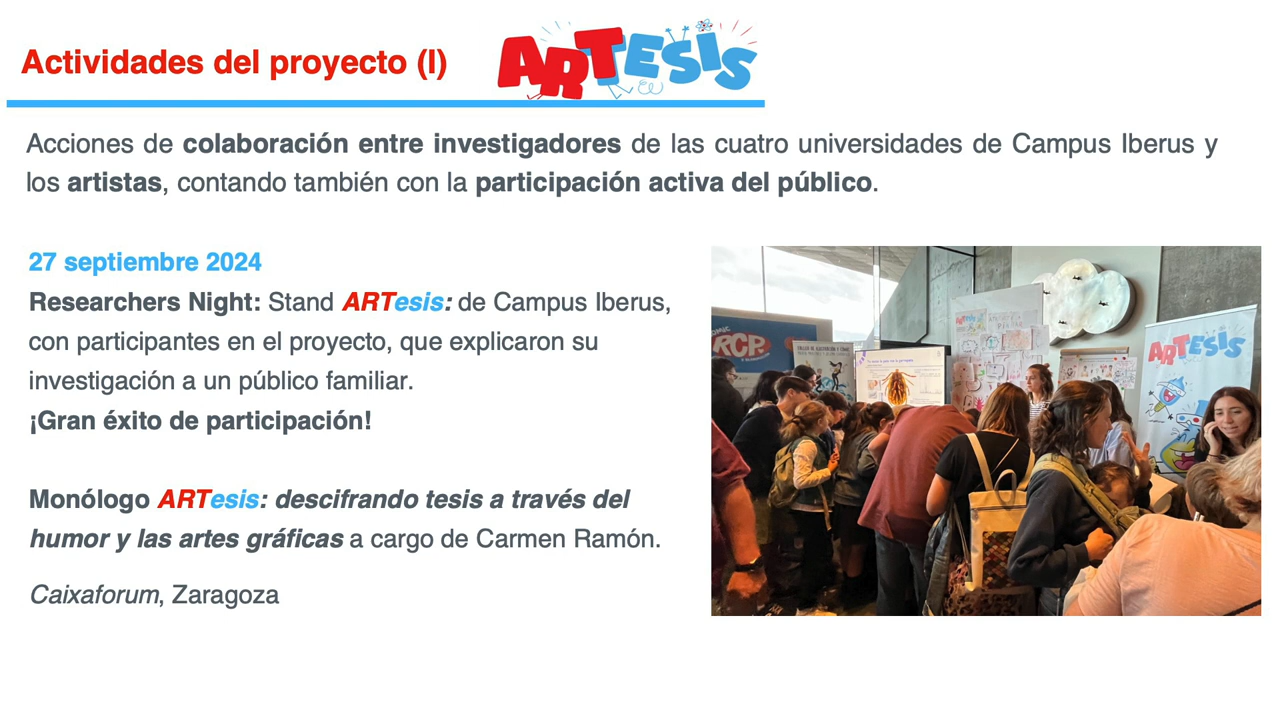 Actividades del proyecto (I)
ARTESIS
Acciones de colaboración entre investigadores de las cuatro universidades de Campus Iberus y
los artistas, contando también con la participación activa del público.
27 septiembre 2024
Researchers Night: Stand ARTesis: de Campus Iberus,
con participantes en el proyecto, que explicaron su
investigación a un público familiar.
¡Gran éxito de participación!
Monólogo ARTesis: descifrando tesis a través del
humor y las artes gráficas a cargo de Carmen Ramón.
Caixaforum, Zaragoza
RCP
ARTESIS
ARTESIS